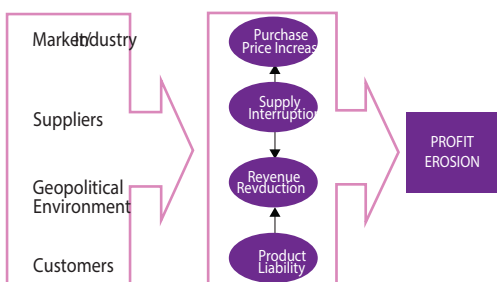 Market/Industry
Suppliers
Geopolitical
Environment
Customers
Purchase
Price Increas
Supply
Interruption
Revenue
Revduction
Product
Liability
PROFIT
EROSION